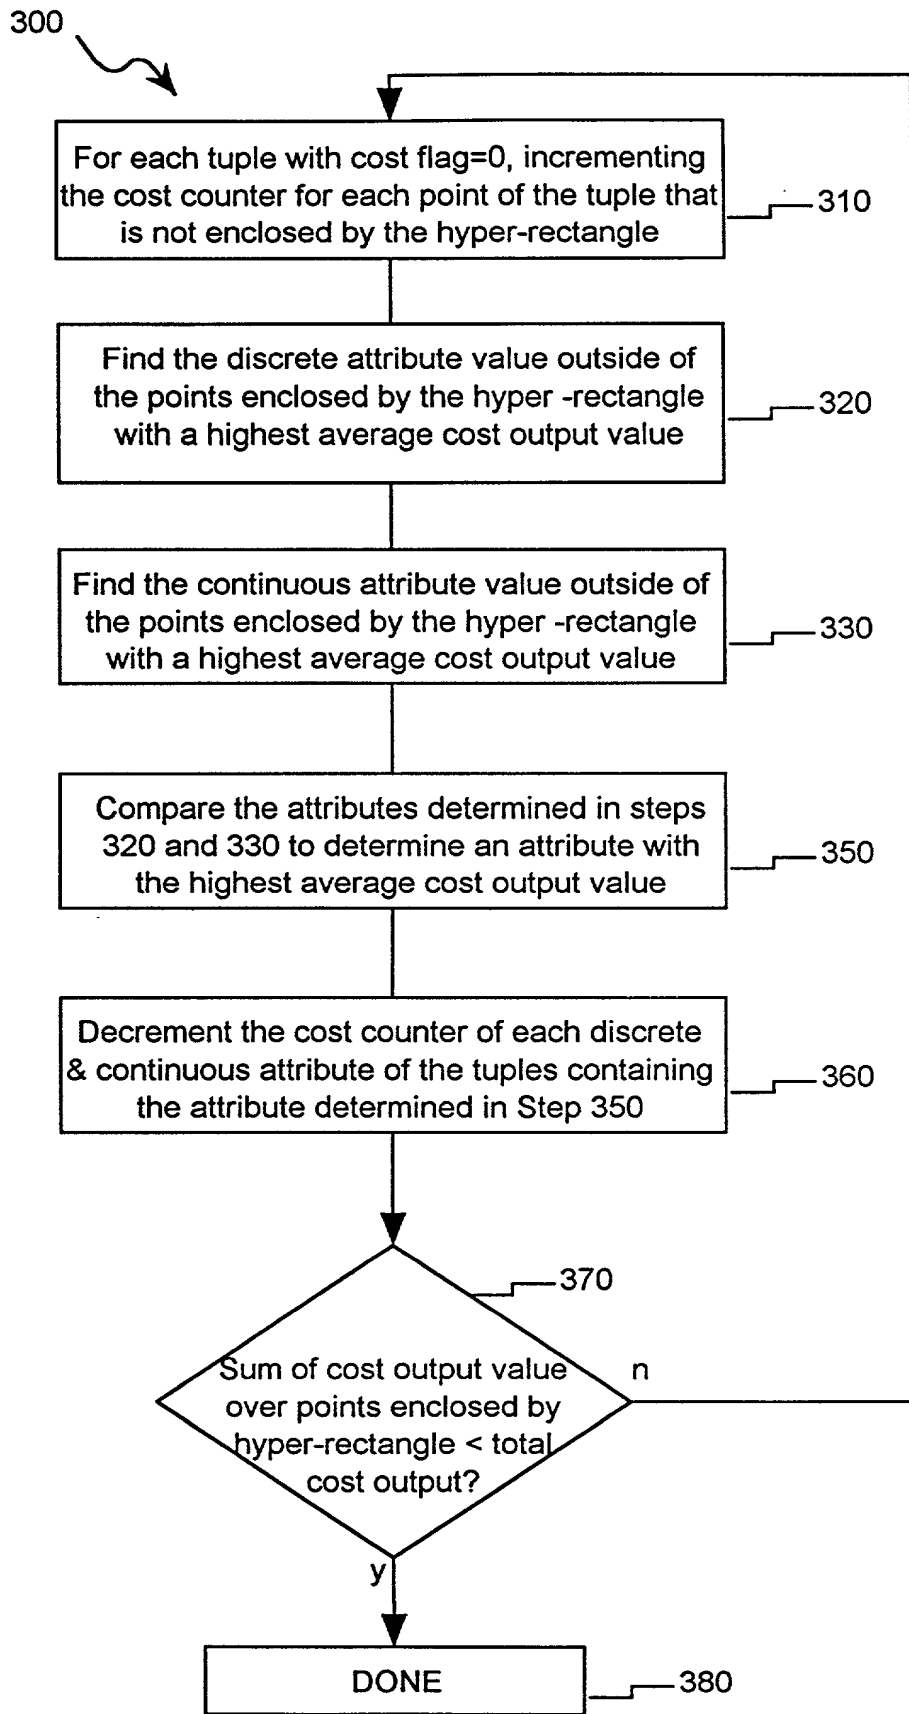 300
For each tuple with cost flag=0, incrementing
the cost counter for each point of the tuple that
is not enclosed by the hyper-rectangle
310
Find the discrete attribute value outside of
the points enclosed by the hyper -rectangle
with a highest average cost output value
320
Find the continuous attribute value outside of
the points enclosed by the hyper -rectangle
with a highest average cost output value
330
Compare the attributes determined in steps
320 and 330 to determine an attribute with
the highest average cost output value
350
Decrement the cost counter of each discrete
& continuous attribute of the tuples containing
the attribute determined in Step 350
360
370
Sum of cost output value
over points enclosed by
hyper-rectangle < total
cost output?
n
y
DONE
380